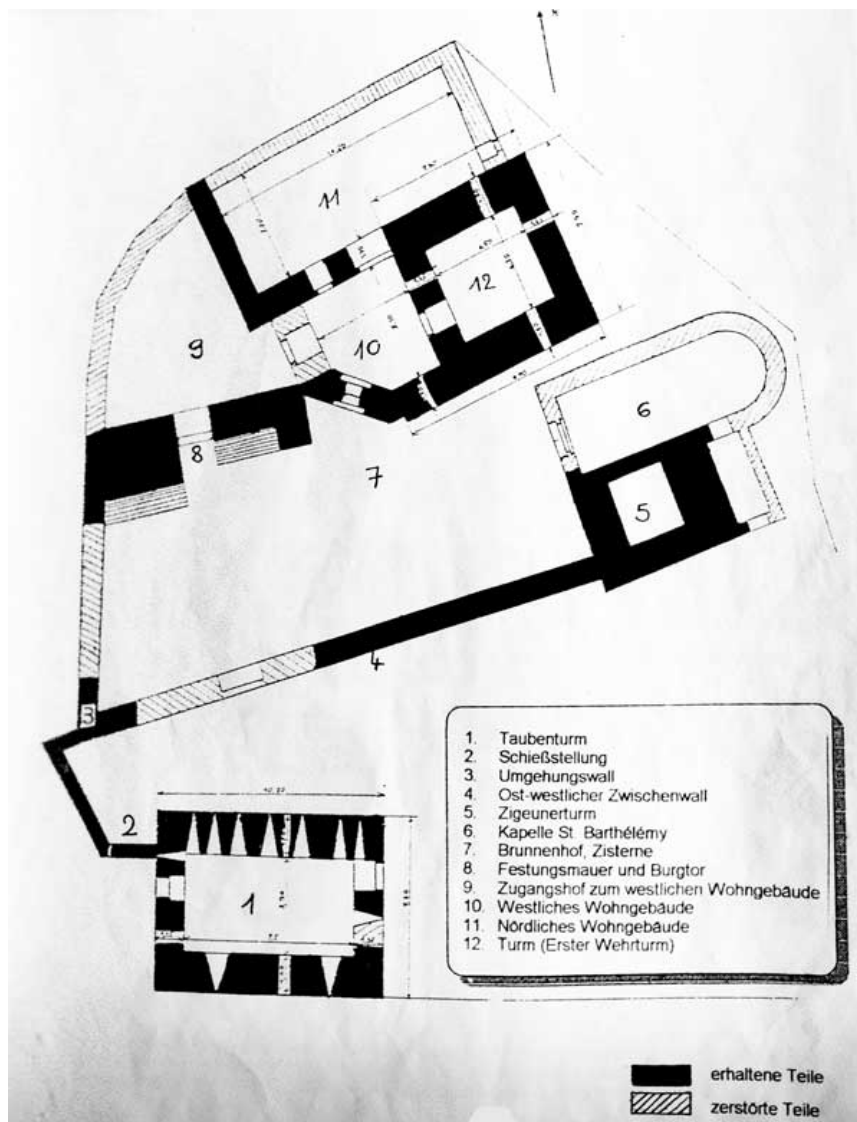 N
11
12
10
9
8
7
6
5
4
3
2
1
1. Taubenturm
2. Schießstellung
3. Umgehungswall
4. Ost-westlicher Zwischenwall
5. Zigeunerturm
6. Kapelle St. Barthélémy
7. Brunnenhof, Zisterne
8. Festungsmauer und Burgtor
9. Zugangshof zum westlichen Wohngebäude
10. Westliches Wohngebäude
11. Nördliches Wohngebäude
12. Turm (Erster Wehrturm)
erhaltene Teile
zerstörte Teile